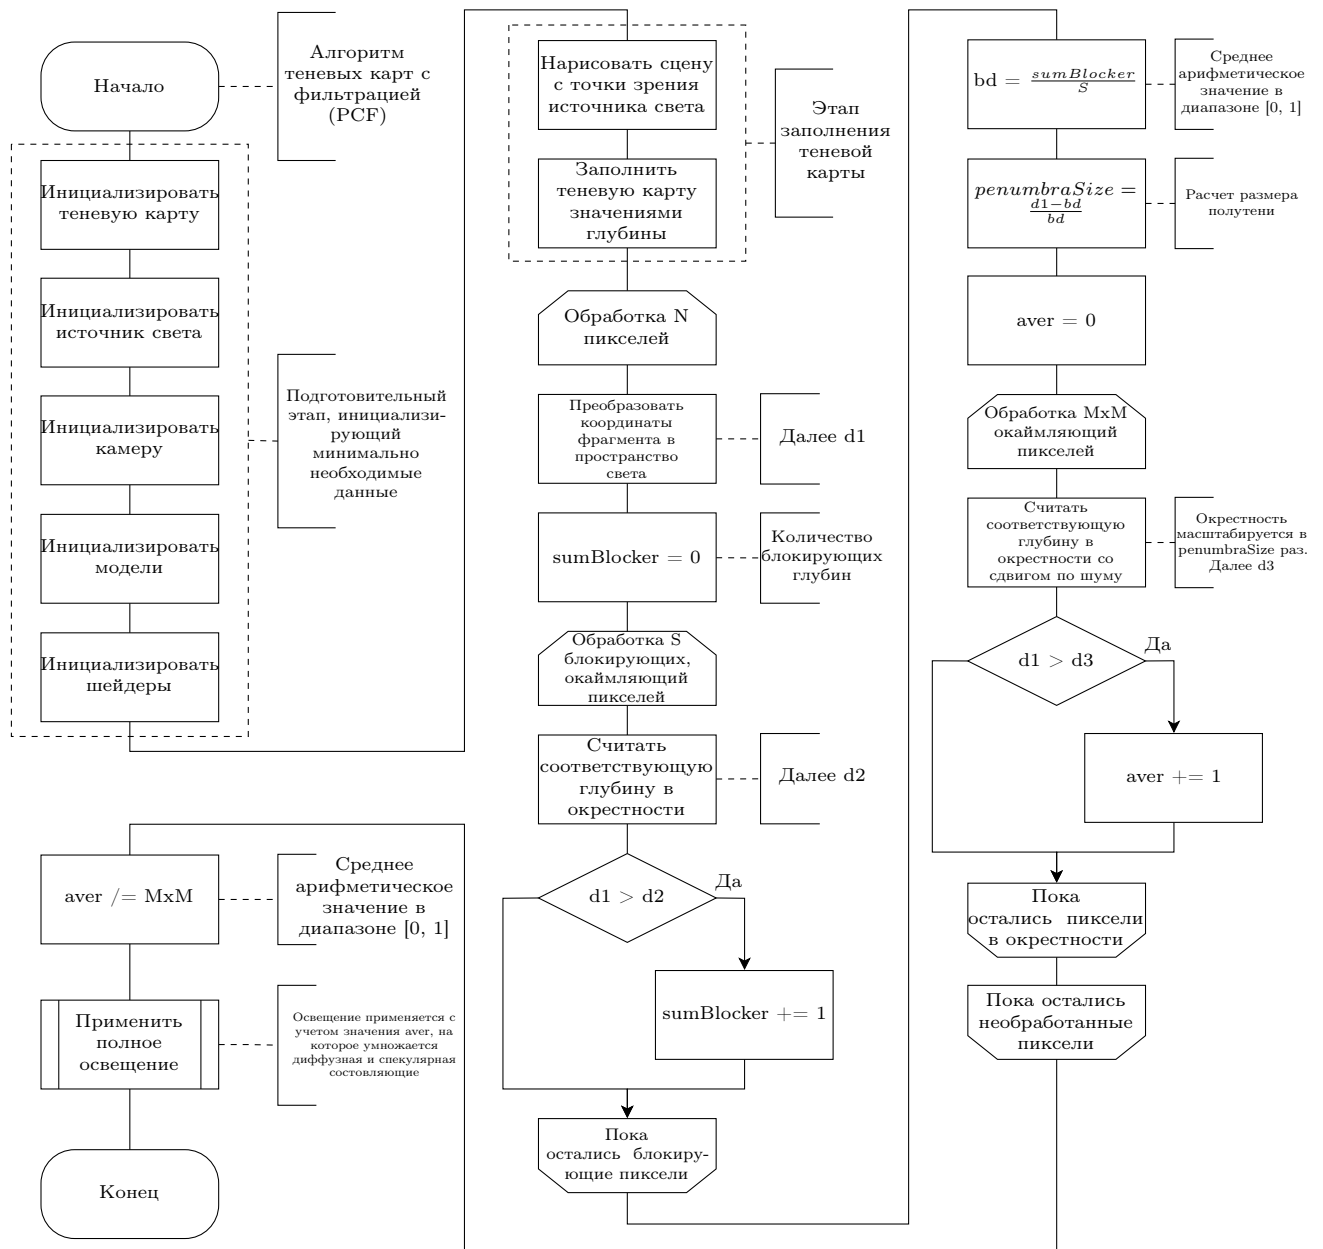 Начало
Алгоритм
теневых карт с
фильтрацией
(PCF)
Инициализировать
теневую карту
Инициализировать
источник света
Инициализировать
камеру
Инициализировать
модели
Инициализировать
шейдеры
Подготовительный
этап, инициализи-
рующий
минимально
необходимые
данные
Нарисовать сцену
с точки зрения
источника света
Заполнить
теневую карту
значениями
глубины
Этап
заполнения
теневой
карты
Обработка N
пикселей
Преобразовать
координаты
фрагмента в
пространство
света
Далее d1
sumBlocker = 0
Количество
блокирующих
глубин
Обработка S
блокирующих,
окаймляющий
пикселей
Считать
соответствующую
глубину в
окрестности
Далее d2
d1 > d2
Да
sumBlocker += 1
Пока
остались блокиру-
ющие пиксели
bd = sumBlocker/S
Среднее
арифметическое
значение в
диапазоне [0, 1]
penumbraSize =
d1−bd/bd
Расчет размера
полутени
aver = 0
Обработка MxM
окаймляющий
пикселей
Считать
соответствующую
глубину в
окрестности со
сдвигом по шуму
Окрестность
масштабируется в
penumbraSize раз.
Далее d3
d1 > d3
Да
aver += 1
Пока
остались пиксели
в окрестности
Пока остались
необработанные
пиксели
aver /= MxM
Среднее
арифметическое
значение в
диапазоне [0, 1]
Применить
полное
освещение
Освещение применяется с
учетом значения aver, на
которое умножается
диффузная и спекулярная
состовляющие
Конец